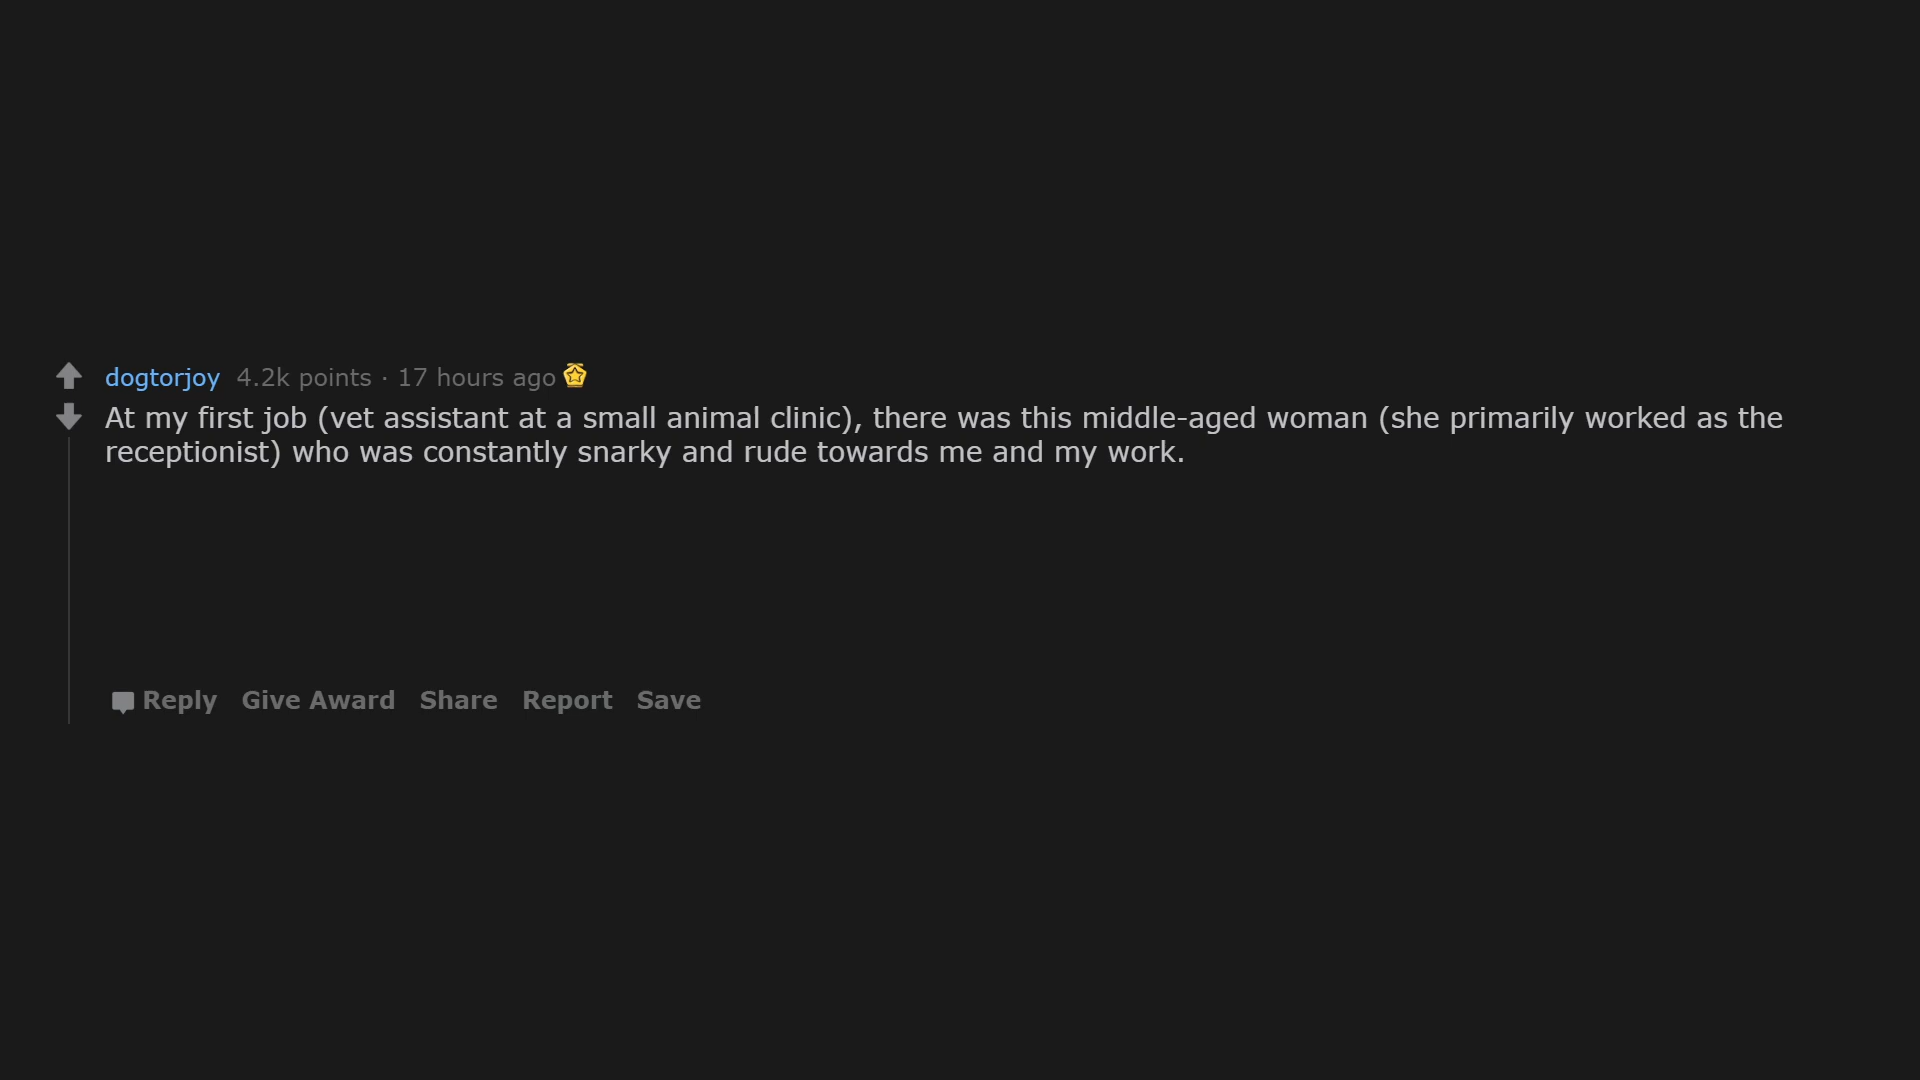 dogtorjoy 4.2k points · 17 hours ago
At my first job (vet assistant at a small animal clinic), there was this middle-aged woman (she primarily worked as the
receptionist) who was constantly snarky and rude towards me and my work.
Reply Give Award Share Report Save